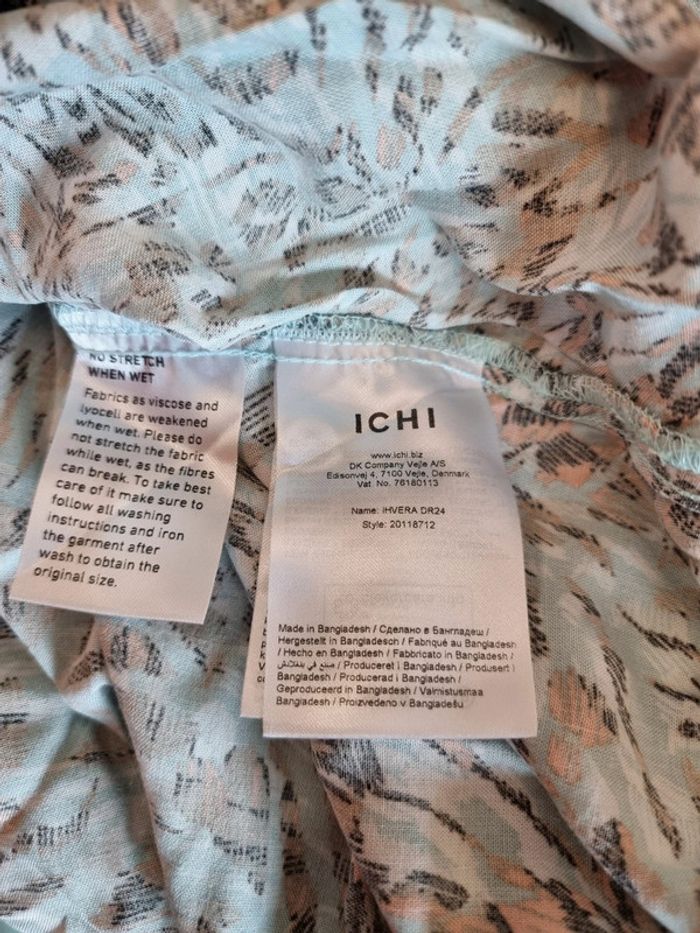 NO STRETCH
WHEN WET
Fabrics as viscose and
lyocell are weakened
when wet. Please do
not stretch the fabric
while wet, as the fibres
can break. To take best
care of it make sure to
follow all washing
instructions and iron
the garment after
wash to obtain the
original size.
ICHI
www.ichi.biz
DK Company Vejle A/S
Edisonvej 4, 7100 Vejle, Danmark
Vat No. 76180113
Name: IHVERA DR24
Style: 20118712
Made in Bangladesh / Сделано в Бангладеш /
Hergestellt in Bangladesch / Fabriqué au Bangladesh
/ Hecho en Bangladesh / Fabbricato in Bangladesh /
صنع في بنغلاديش / Produceret i Bangladesh / Produsert i
Bangladesh / Producerad i Bangladesh /
Geproduceerd in Bangladesh / Valmistusmaa
Bangladesh / Proizvedeno v Bangladešu